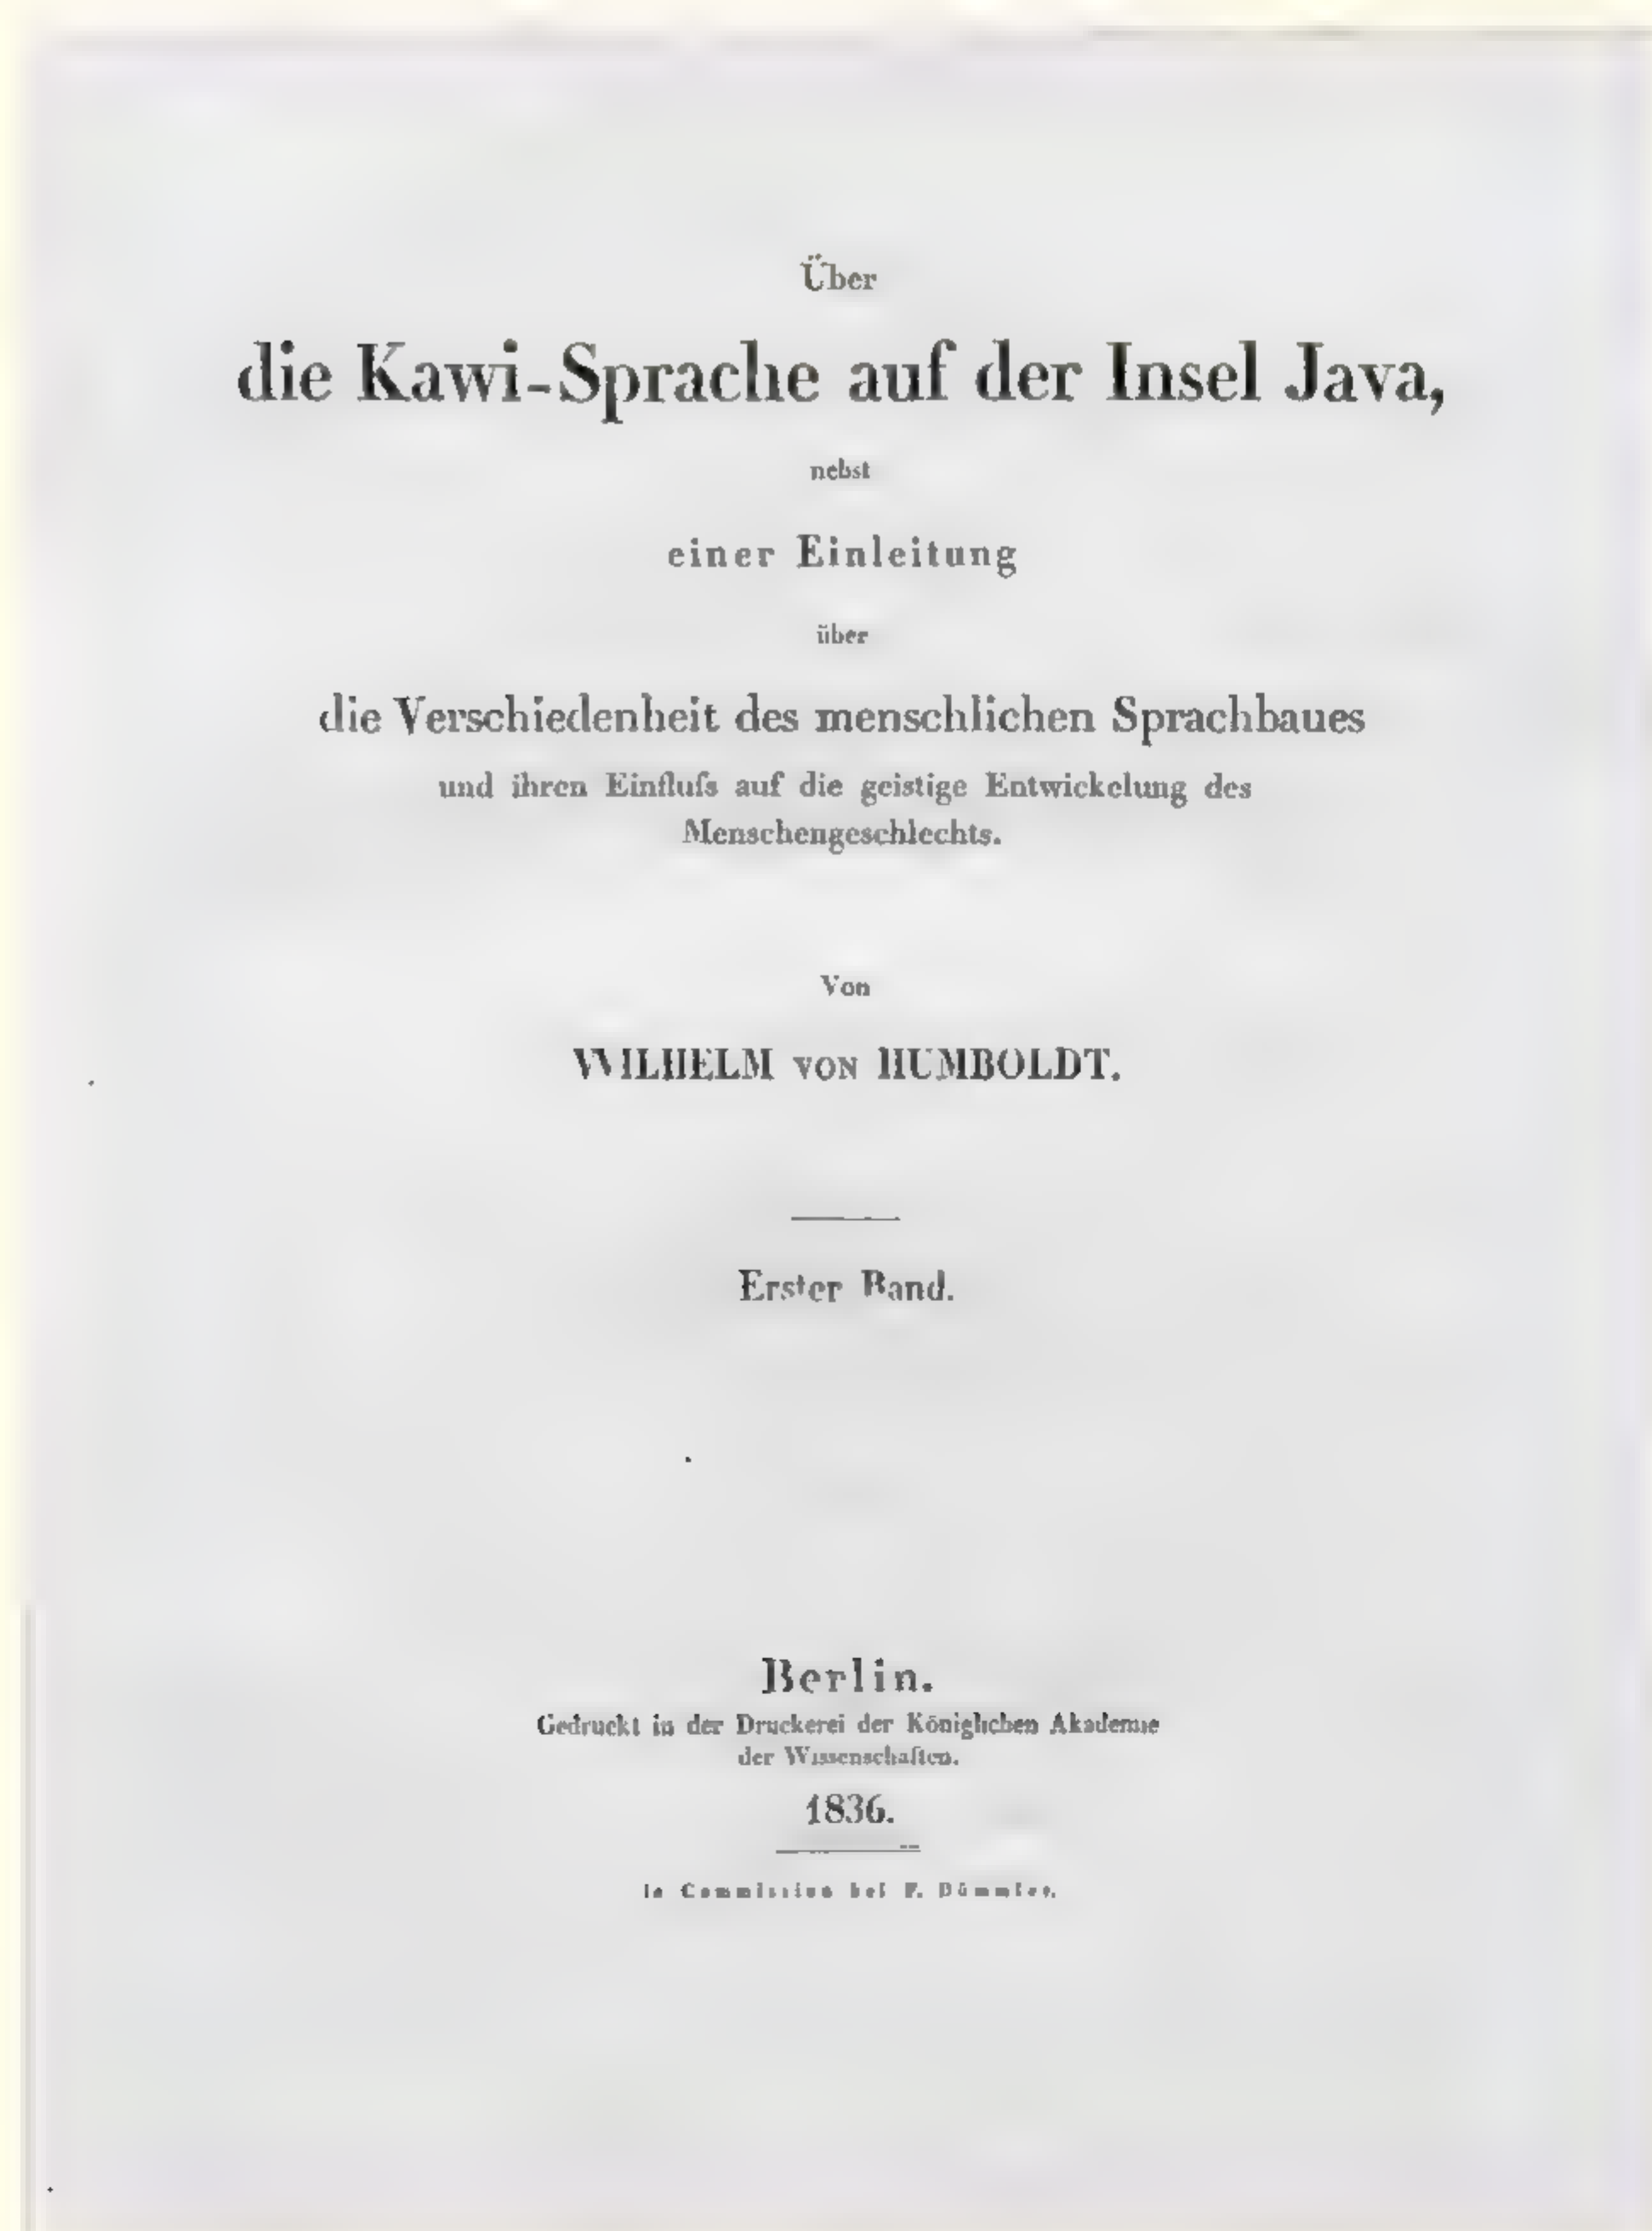 Über
die Kawi-Sprache auf der Insel Java,
nebst
einer Einleitung
über
die Verschiedenheit des menschlichen Sprachbaues
und ihren Einfluſs auf die geistige Entwickelung des
Menschengeschlechts.
Von
WILHELM VON HUMBOLDT.
Erster Band.
Berlin.
Gedruckt in der Druckerei der Königlichen Akademie
der Wissenschaften.
1836.
In Commission bei F. Dümmler.